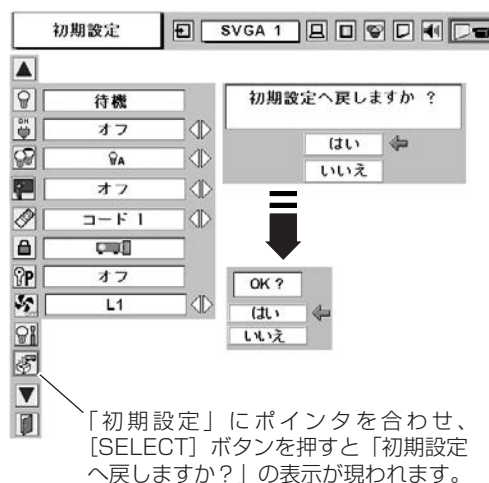 初期設定
SVGA 1
待機
オフ
A
オフ
コード 1
P
オフ
L1
初期設定へ戻しますか ?
はい
いいえ
OK ?
はい
いいえ
「初期設定」にポインタを合わせ、
[SELECT] ボタンを押すと「初期設定
へ戻しますか?」の表示が現われます。